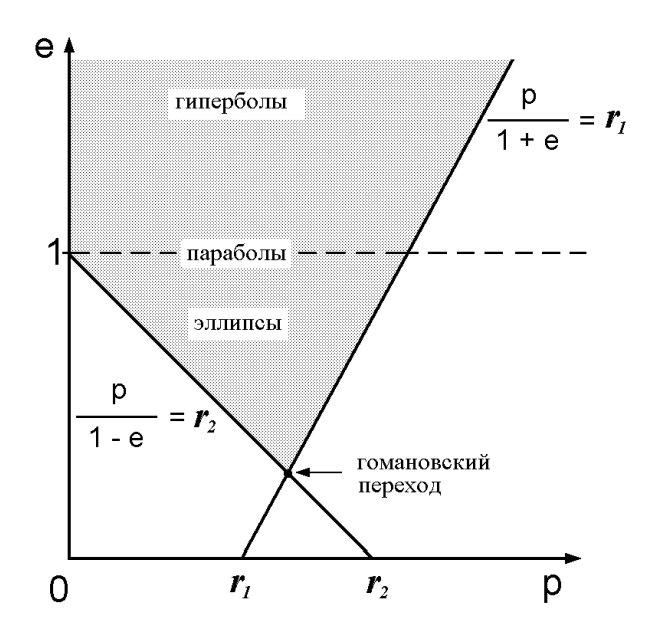 e
гиперболы
p / 1 + e = r₁
1
параболы
эллипсы
p / 1 - e = r₂
гомановский
переход
0
r₁
r₂
p